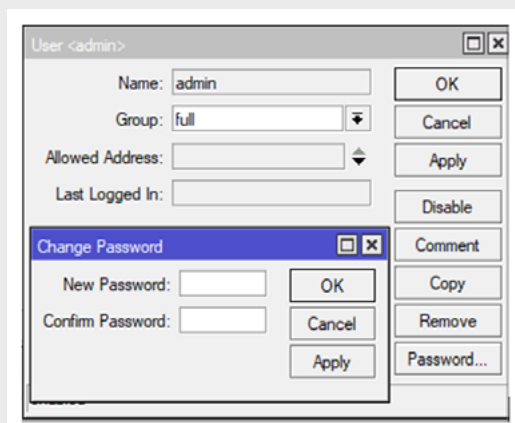 User <admin>
Name: admin
OK
Group: full
Cancel
Allowed Address:
Apply
Last Logged In:
Disable
Change Password
Comment
New Password:
OK
Copy
Confirm Password:
Cancel
Remove
Apply
Password...